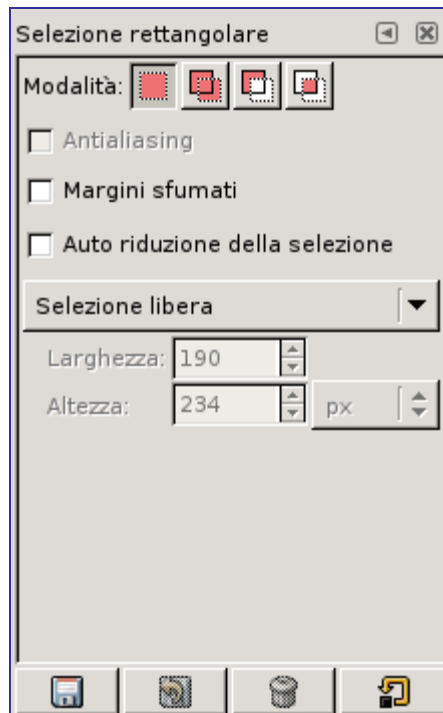 Selezione rettangolare
Modalità:
Antialiasing
Margini sfumati
Auto riduzione della selezione
Selezione libera
Larghezza: 190
Altezza: 234 px